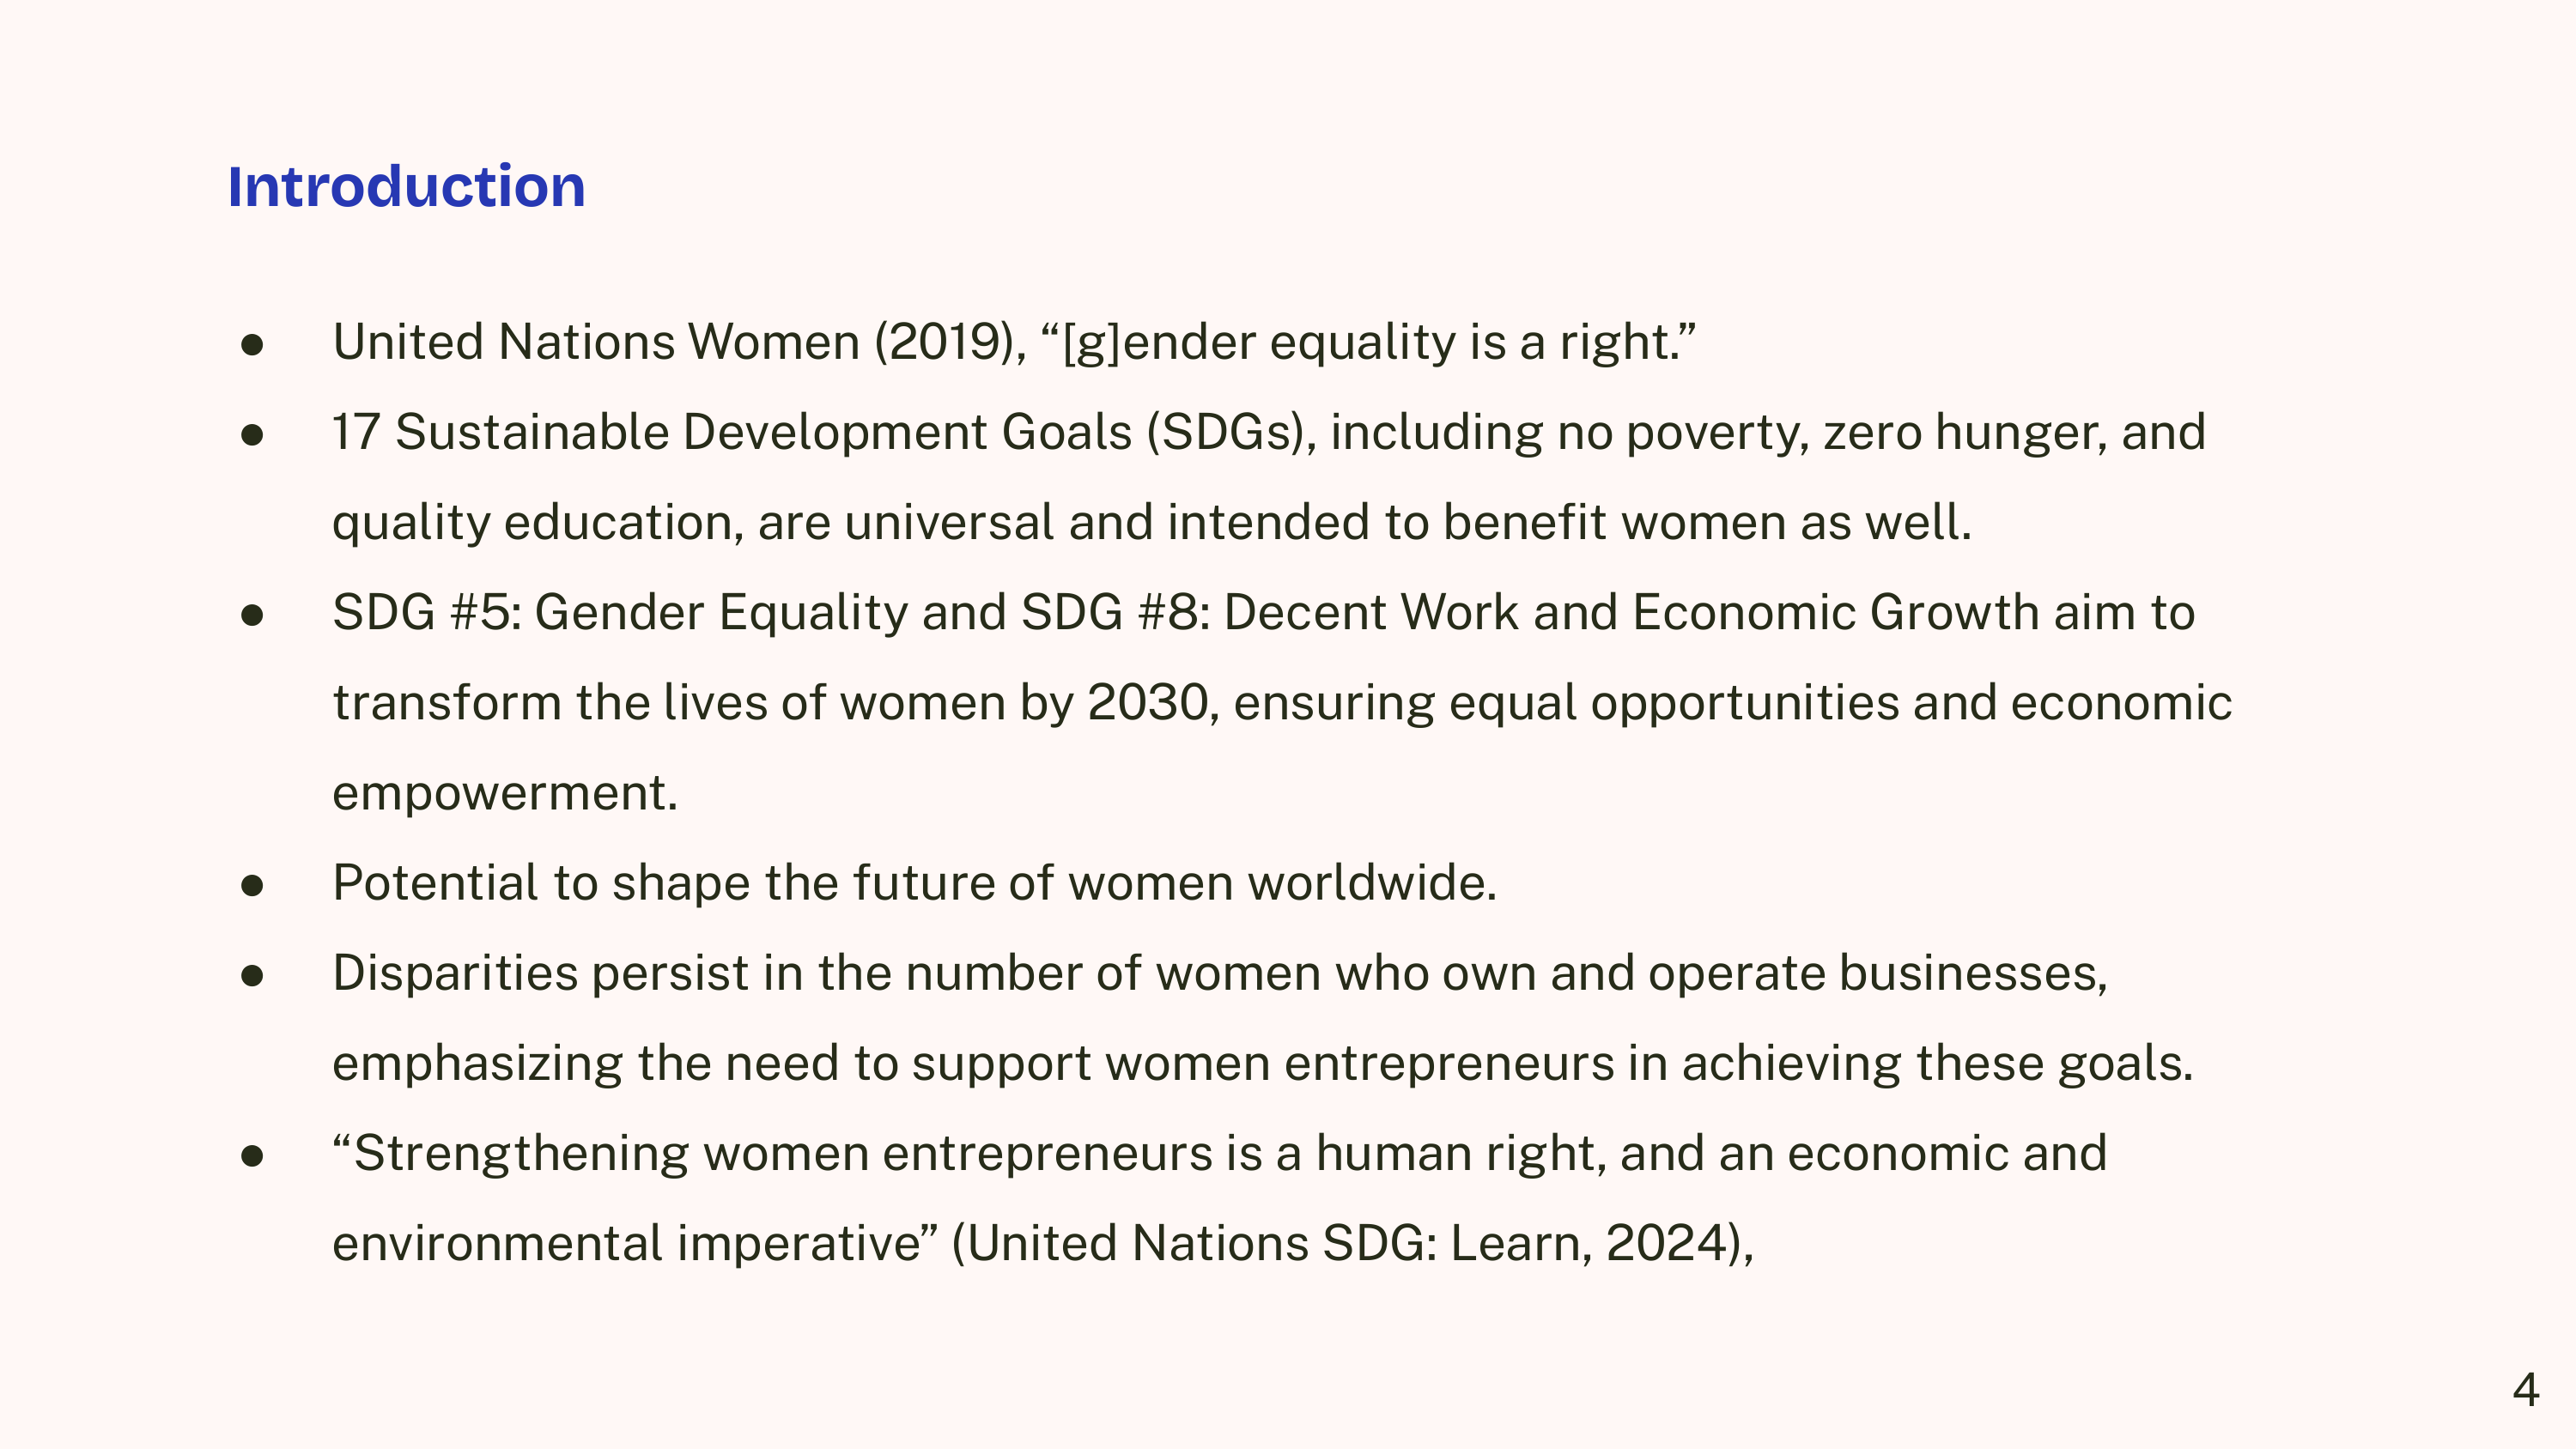 Introduction
● United Nations Women (2019), “[g]ender equality is a right.”
● 17 Sustainable Development Goals (SDGs), including no poverty, zero hunger, and
quality education, are universal and intended to benefit women as well.
● SDG #5: Gender Equality and SDG #8: Decent Work and Economic Growth aim to
transform the lives of women by 2030, ensuring equal opportunities and economic
empowerment.
● Potential to shape the future of women worldwide.
● Disparities persist in the number of women who own and operate businesses,
emphasizing the need to support women entrepreneurs in achieving these goals.
● “Strengthening women entrepreneurs is a human right, and an economic and
environmental imperative” (United Nations SDG: Learn, 2024),
4